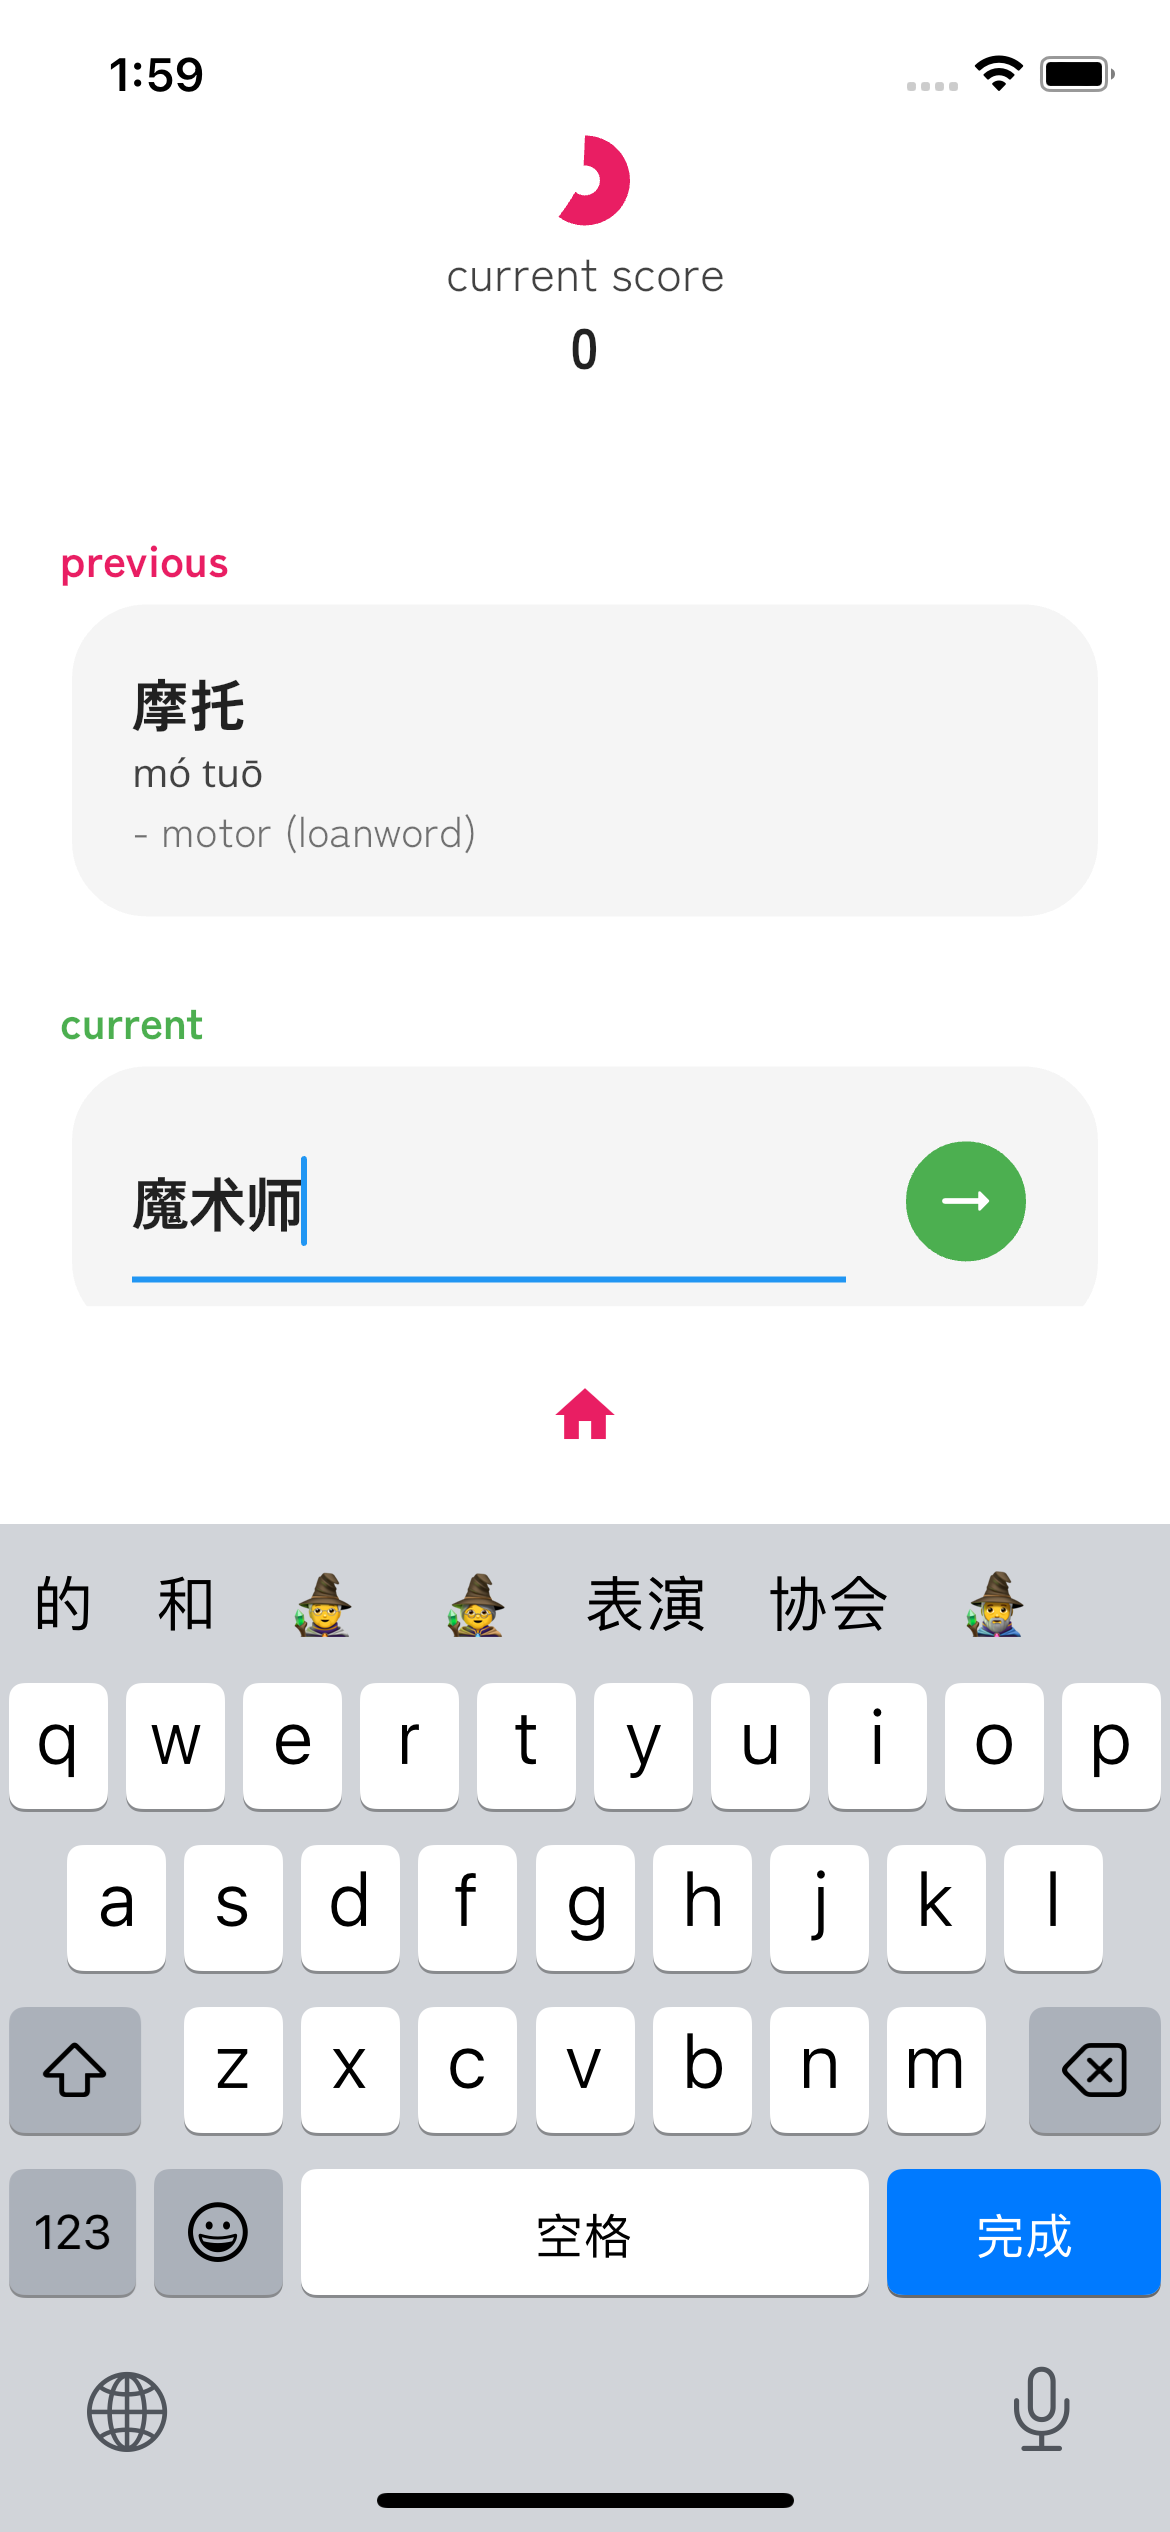 1:59
current score
0
previous
摩托
mó tuō
- motor (loanword)
current
魔术师
的 和 表演 协会
q w e r t y u i o p
a s d f g h j k l
z x c v b n m
123 空格 完成